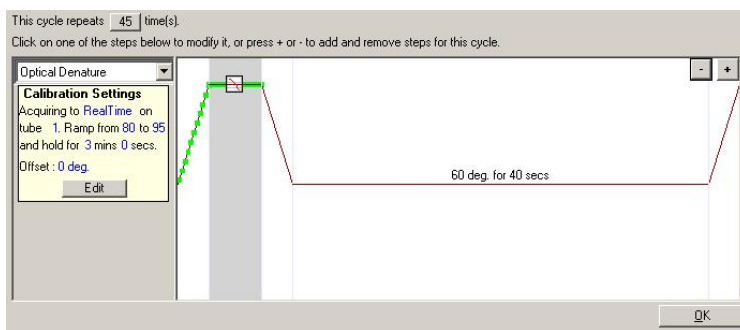 This cycle repeats 45 time(s).
Click on one of the steps below to modify it, or press + or - to add and remove steps for this cycle.
Optical Denature
- +
Calibration Settings
Acquiring to RealTime on
tube 1. Ramp from 80 to 95
and hold for 3 mins 0 secs.
Offset : 0 deg.
Edit
60 deg. for 40 secs
OK